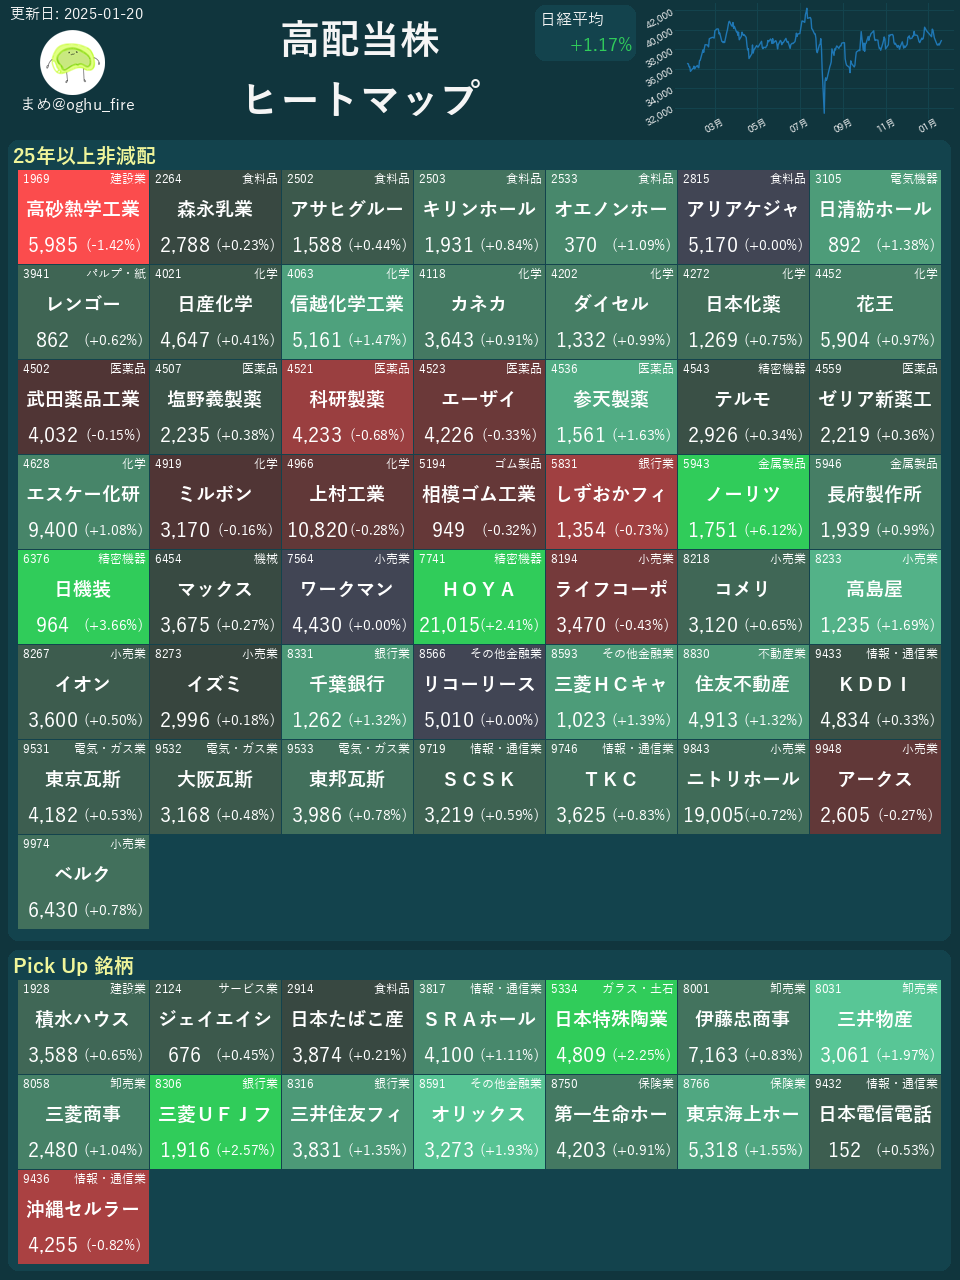 更新日: 2025-01-20
まめ@oghu_fire
高配当株
ヒートマップ
日経平均
+1.17%
42,000
40,000
38,000
36,000
34,000
32,000
03月 05月 07月 09月 11月 01月
25年以上非減配
1969 建設業 2264 食料品 2502 食料品 2503 食料品 2533 食料品 2815 食料品 3105 電気機器
高砂熱学工業 森永乳業 アサヒグルー キリンホール オエノンホー アリアケジャ 日清紡ホール
5,985 (-1.42%) 2,788 (+0.23%) 1,588 (+0.44%) 1,931 (+0.84%) 370 (+1.09%) 5,170 (+0.00%) 892 (+1.38%)
3941 パルプ・紙 4021 化学 4063 化学 4118 化学 4202 化学 4272 化学 4452 化学
レンゴー 日産化学 信越化学工業 カネカ ダイセル 日本化薬 花王
862 (+0.62%) 4,647 (+0.41%) 5,161 (+1.47%) 3,643 (+0.91%) 1,332 (+0.99%) 1,269 (+0.75%) 5,904 (+0.97%)
4502 医薬品 4507 医薬品 4521 医薬品 4523 医薬品 4536 医薬品 4543 精密機器 4559 医薬品
武田薬品工業 塩野義製薬 科研製薬 エーザイ 参天製薬 テルモ ゼリア新薬工
4,032 (-0.15%) 2,235 (+0.38%) 4,233 (-0.68%) 4,226 (-0.33%) 1,561 (+1.63%) 2,926 (+0.34%) 2,219 (+0.36%)
4628 化学 4919 化学 4966 化学 5194 ゴム製品 5831 銀行業 5943 金属製品 5946 金属製品
エスケー化研 ミルボン 上村工業 相模ゴム工業 しずおかフィ ノーリツ 長府製作所
9,400 (+1.08%) 3,170 (-0.16%) 10,820 (-0.28%) 949 (-0.32%) 1,354 (-0.73%) 1,751 (+6.12%) 1,939 (+0.99%)
6376 精密機器 6454 機械 7564 小売業 7741 精密機器 8194 小売業 8218 小売業 8233 小売業
日機装 マックス ワークマン ＨＯＹＡ ライフコーポ コメリ 高島屋
964 (+3.66%) 3,675 (+0.27%) 4,430 (+0.00%) 21,015 (+2.41%) 3,470 (-0.43%) 3,120 (+0.65%) 1,235 (+1.69%)
8267 小売業 8273 小売業 8331 銀行業 8566 その他金融業 8593 その他金融業 8830 不動産業 9433 情報・通信業
イオン イズミ 千葉銀行 リコーリース 三菱ＨＣキャ 住友不動産 ＫＤＤＩ
3,600 (+0.50%) 2,996 (+0.18%) 1,262 (+1.32%) 5,010 (+0.00%) 1,023 (+1.39%) 4,913 (+1.32%) 4,834 (+0.33%)
9531 電気・ガス業 9532 電気・ガス業 9533 電気・ガス業 9719 情報・通信業 9746 情報・通信業 9843 小売業 9948 小売業
東京瓦斯 大阪瓦斯 東邦瓦斯 ＳＣＳＫ ＴＫＣ ニトリホール アークス
4,182 (+0.53%) 3,168 (+0.48%) 3,986 (+0.78%) 3,219 (+0.59%) 3,625 (+0.83%) 19,005 (+0.72%) 2,605 (-0.27%)
9974 小売業
ベルク
6,430 (+0.78%)
Pick Up 銘柄
1928 建設業 2124 サービス業 2914 食料品 3817 情報・通信業 5334 ガラス・土石 8001 卸売業 8031 卸売業
積水ハウス ジェイエイシ 日本たばこ産 ＳＲＡホール 日本特殊陶業 伊藤忠商事 三井物産
3,588 (+0.65%) 676 (+0.45%) 3,874 (+0.21%) 4,100 (+1.11%) 4,809 (+2.25%) 7,163 (+0.83%) 3,061 (+1.97%)
8058 卸売業 8306 銀行業 8316 銀行業 8591 その他金融業 8750 保険業 8766 保険業 9432 情報・通信業
三菱商事 三菱ＵＦＪフ 三井住友フィ オリックス 第一生命ホー 東京海上ホー 日本電信電話
2,480 (+1.04%) 1,916 (+2.57%) 3,831 (+1.35%) 3,273 (+1.93%) 4,203 (+0.91%) 5,318 (+1.55%) 152 (+0.53%)
9436 情報・通信業
沖縄セルラー
4,255 (-0.82%)